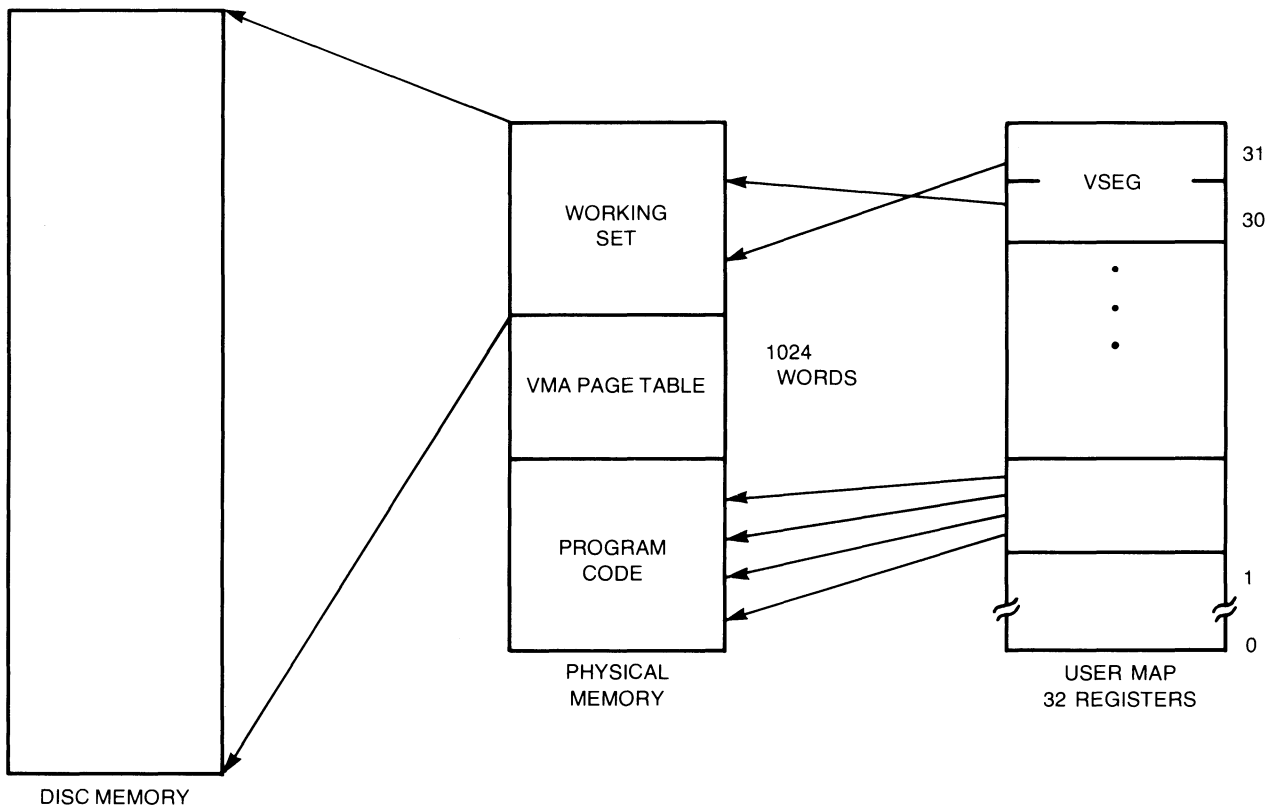 WORKING
SET
VMA PAGE TABLE
PROGRAM
CODE
PHYSICAL
MEMORY
1024
WORDS
VSEG
31
30
1
0
USER MAP
32 REGISTERS
DISC MEMORY